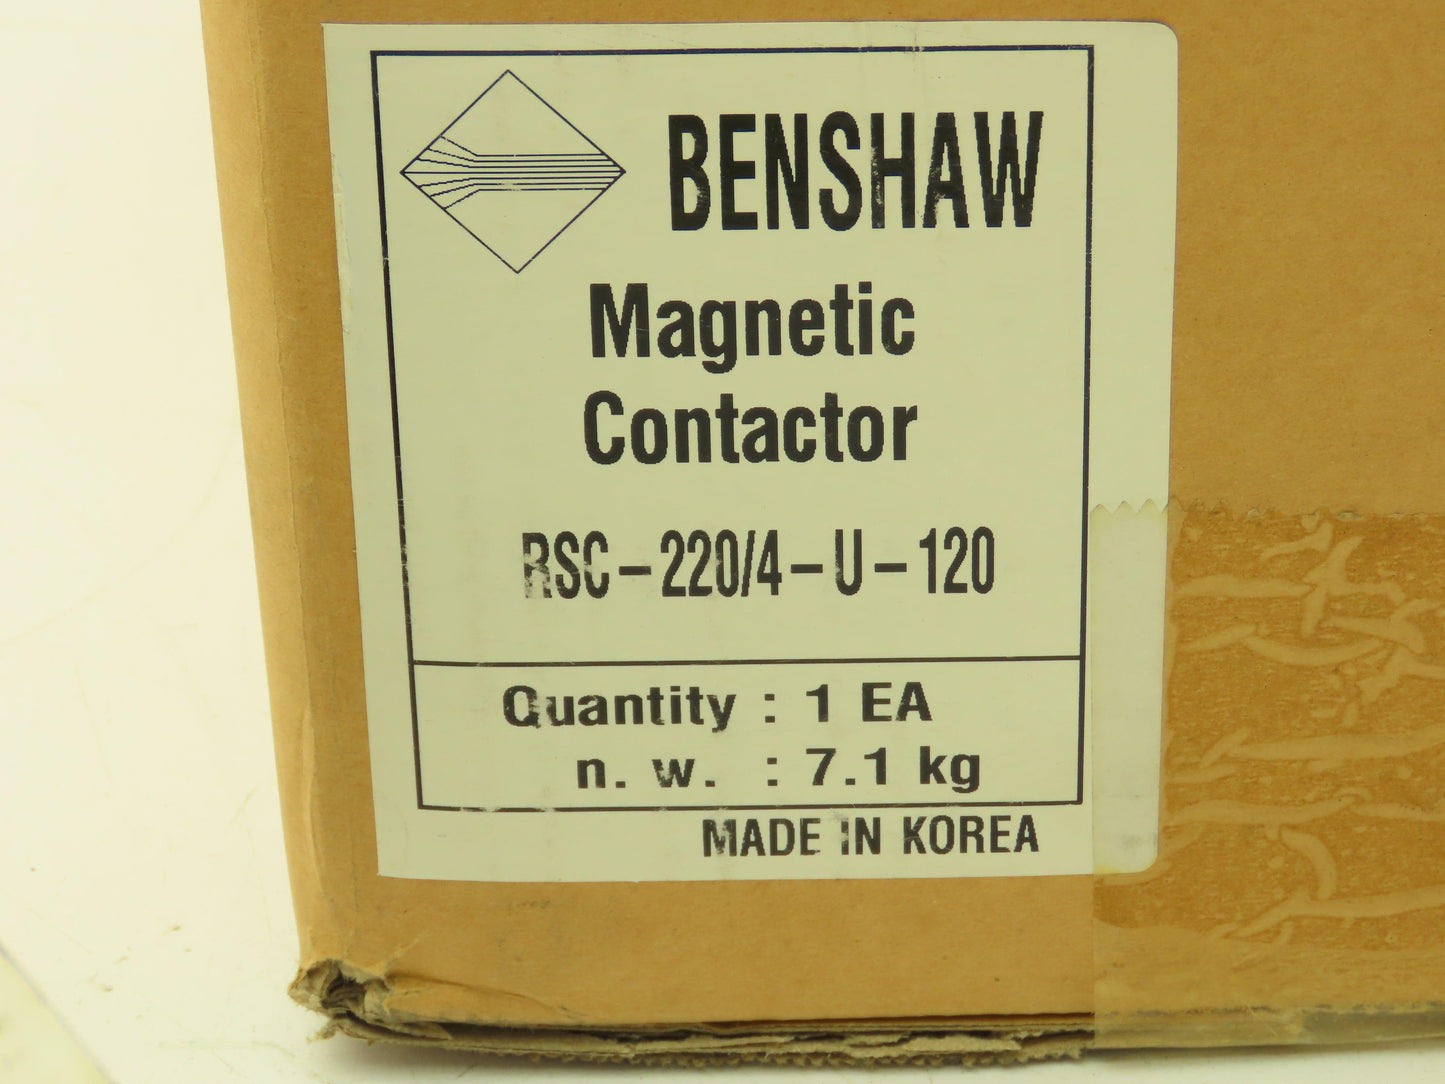 BENSHAW
Magnetic
Contactor
RSC-220/4-U-120
Quantity : 1 EA
n. w. : 7.1 kg
MADE IN KOREA